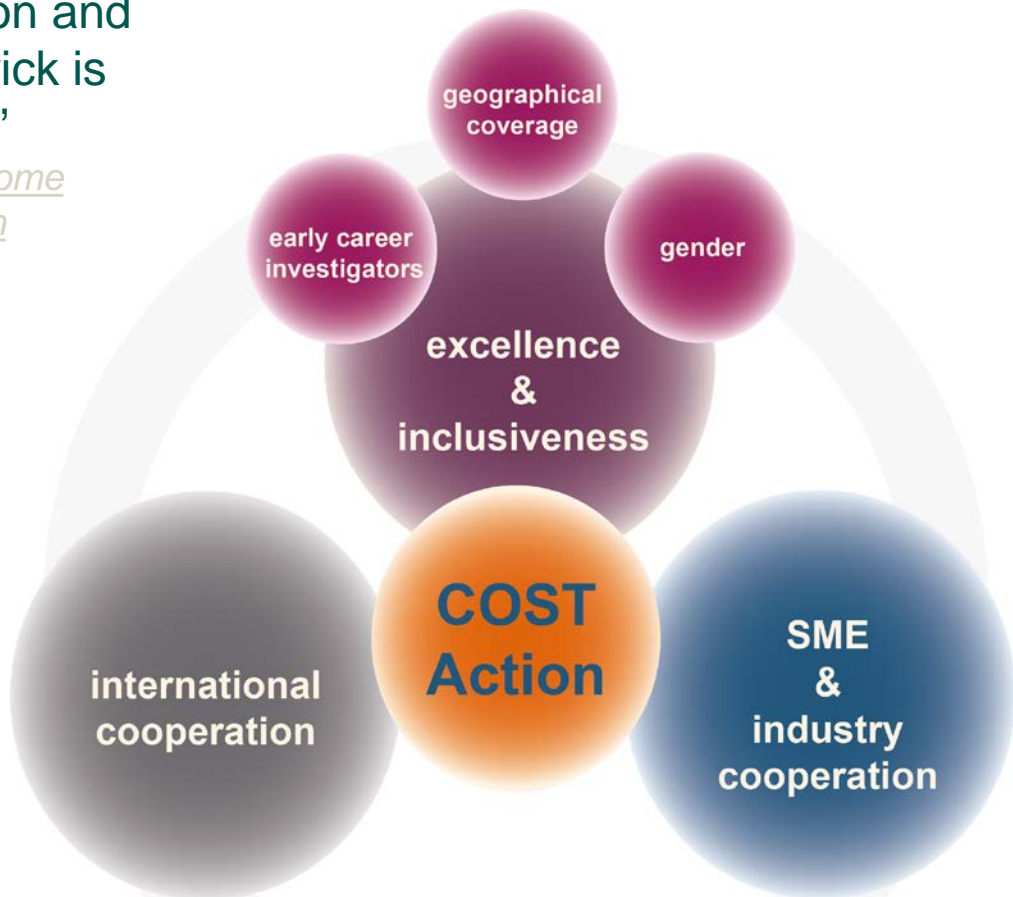 on and
ick is
’
ome
n
geographical
coverage
early career
investigators
gender
excellence
&
inclusiveness
COST
Action
international
cooperation
SME
&
industry
cooperation